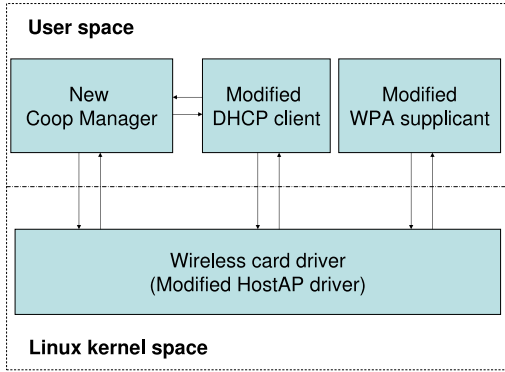 User space
New
Coop Manager
Modified
DHCP client
Modified
WPA supplicant
Wireless card driver
(Modified HostAP driver)
Linux kernel space